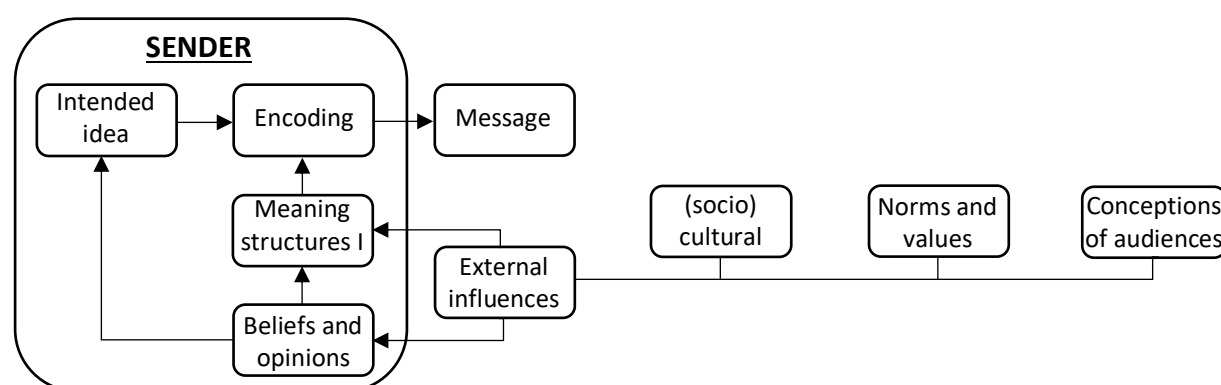 SENDER
Intended
idea
Encoding
Message
Meaning
structures I
(socio)
cultural
Norms and
values
Conceptions
of audiences
External
influences
Beliefs and
opinions